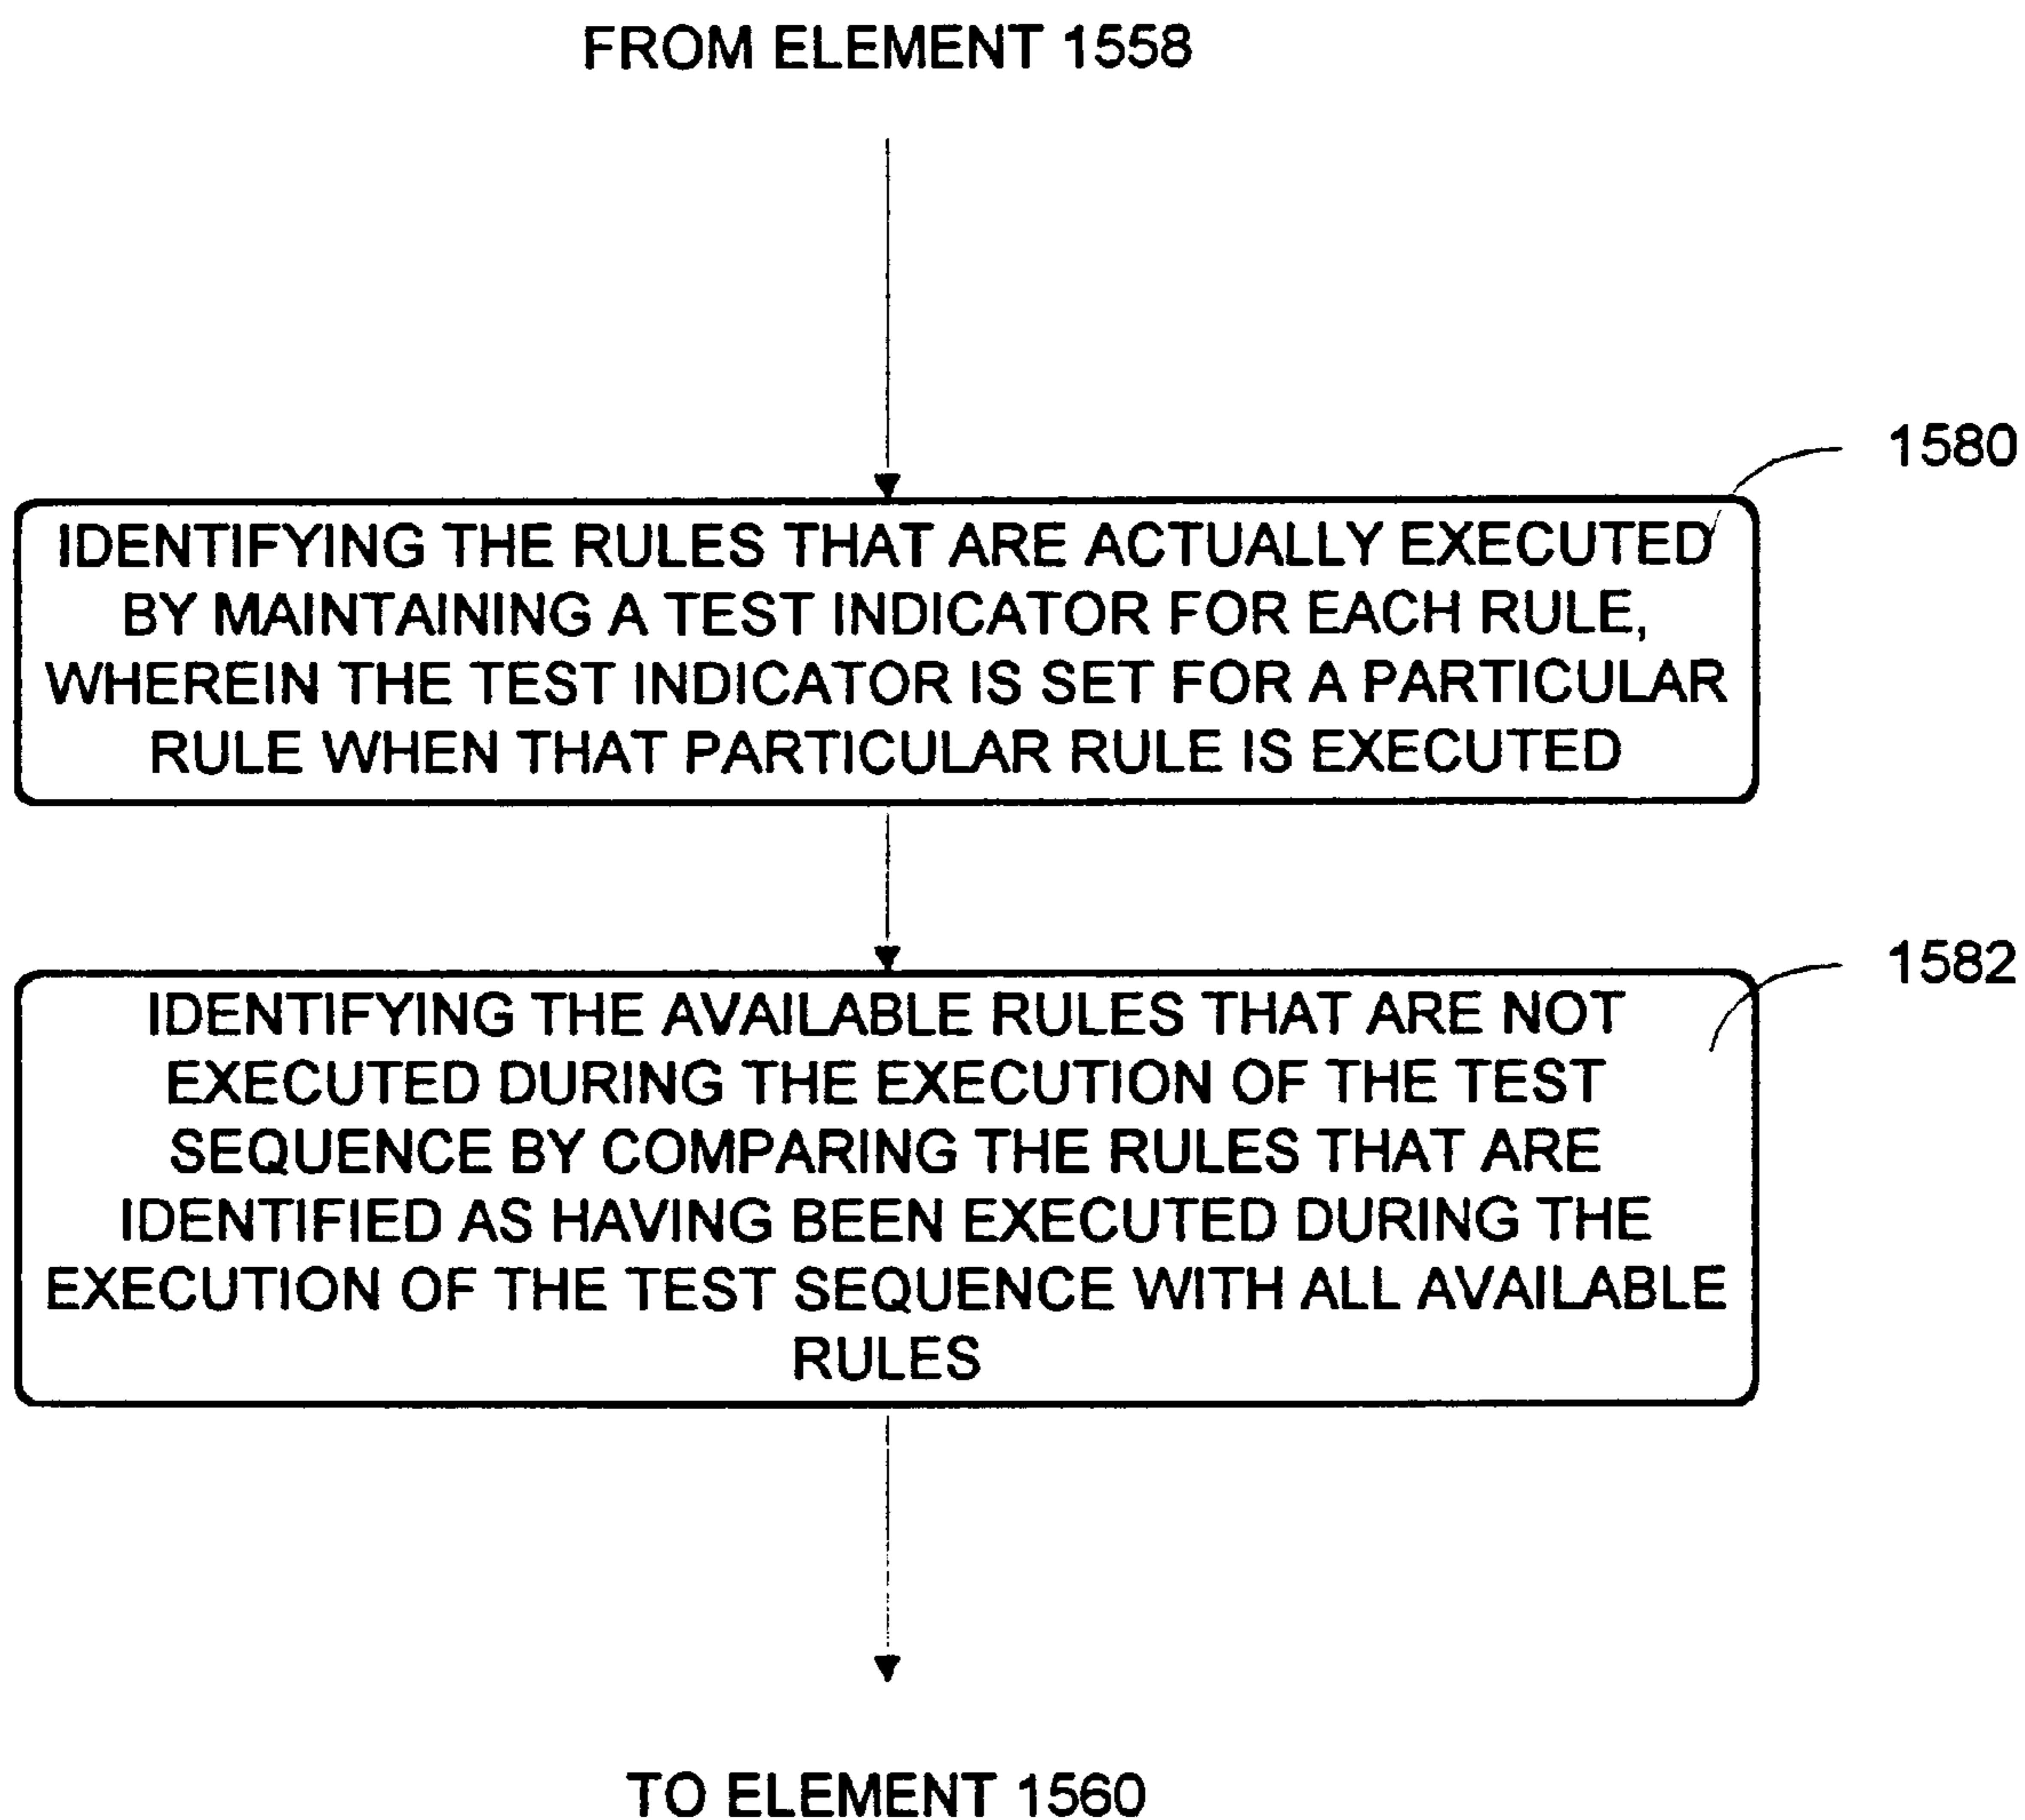 FROM ELEMENT 1558
1580
IDENTIFYING THE RULES THAT ARE ACTUALLY EXECUTED
BY MAINTAINING A TEST INDICATOR FOR EACH RULE,
WHEREIN THE TEST INDICATOR IS SET FOR A PARTICULAR
RULE WHEN THAT PARTICULAR RULE IS EXECUTED
1582
IDENTIFYING THE AVAILABLE RULES THAT ARE NOT
EXECUTED DURING THE EXECUTION OF THE TEST
SEQUENCE BY COMPARING THE RULES THAT ARE
IDENTIFIED AS HAVING BEEN EXECUTED DURING THE
EXECUTION OF THE TEST SEQUENCE WITH ALL AVAILABLE
RULES
TO ELEMENT 1560